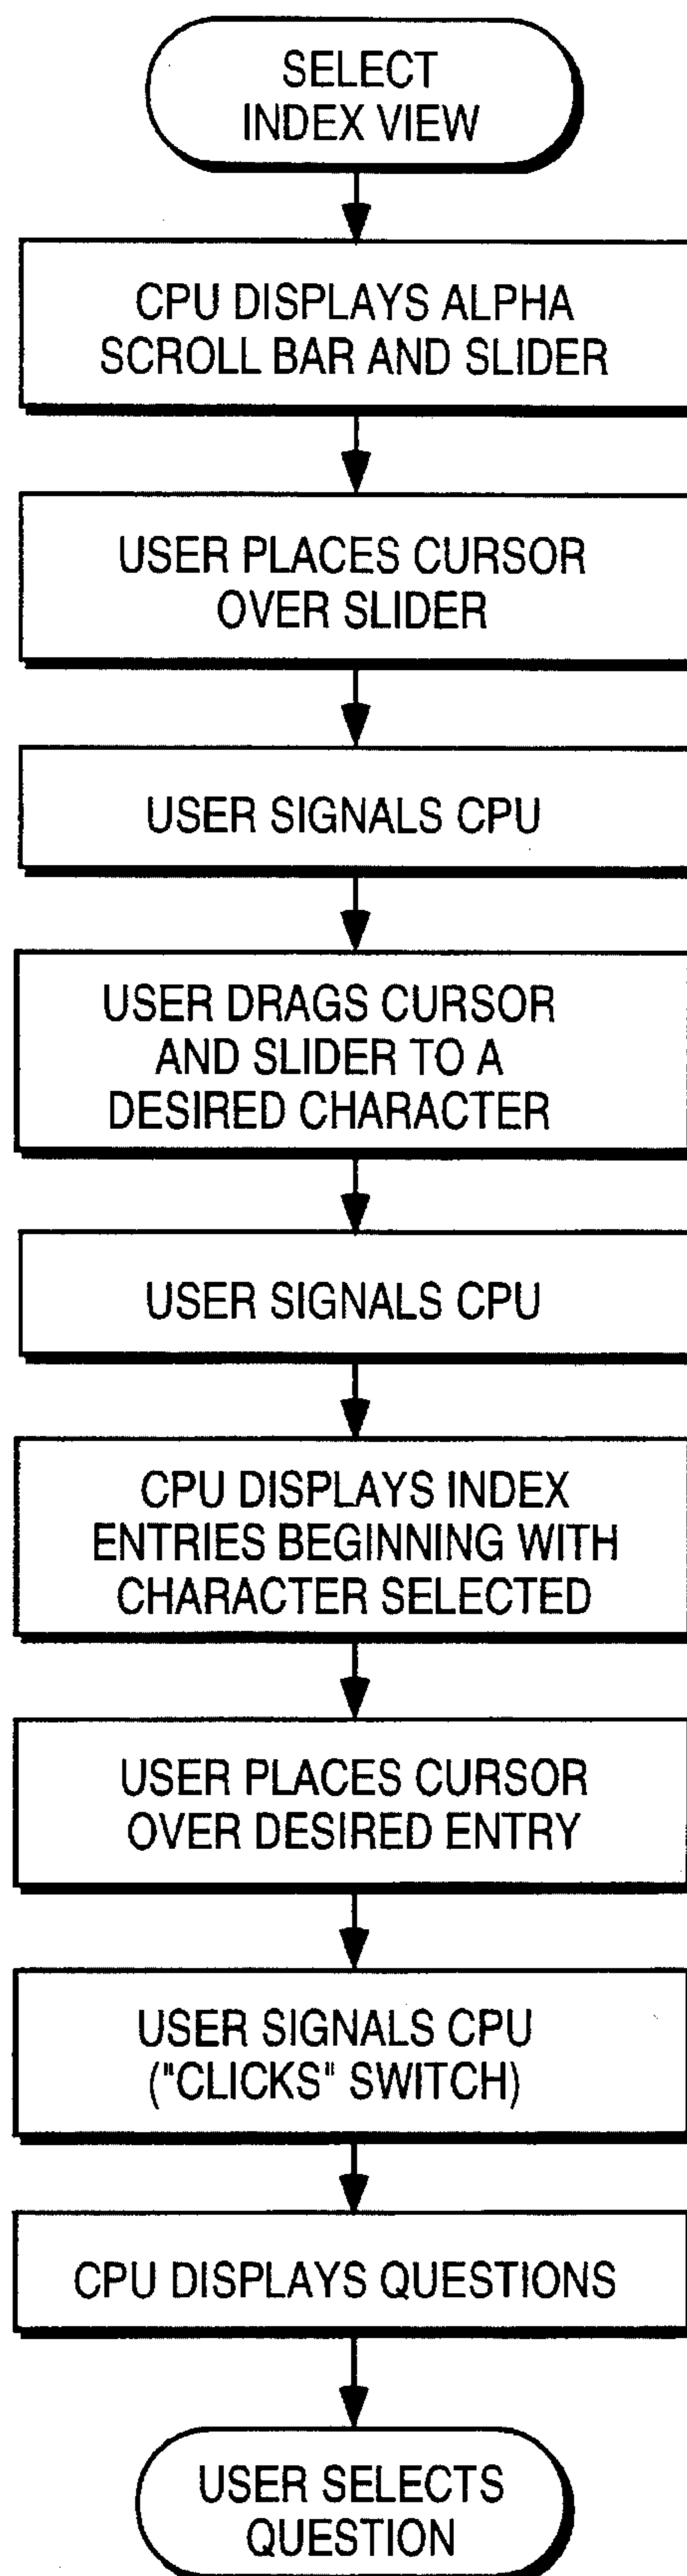 SELECT
INDEX VIEW
CPU DISPLAYS ALPHA
SCROLL BAR AND SLIDER
USER PLACES CURSOR
OVER SLIDER
USER SIGNALS CPU
USER DRAGS CURSOR
AND SLIDER TO A
DESIRED CHARACTER
USER SIGNALS CPU
CPU DISPLAYS INDEX
ENTRIES BEGINNING WITH
CHARACTER SELECTED
USER PLACES CURSOR
OVER DESIRED ENTRY
USER SIGNALS CPU
("CLICKS" SWITCH)
CPU DISPLAYS QUESTIONS
USER SELECTS
QUESTION